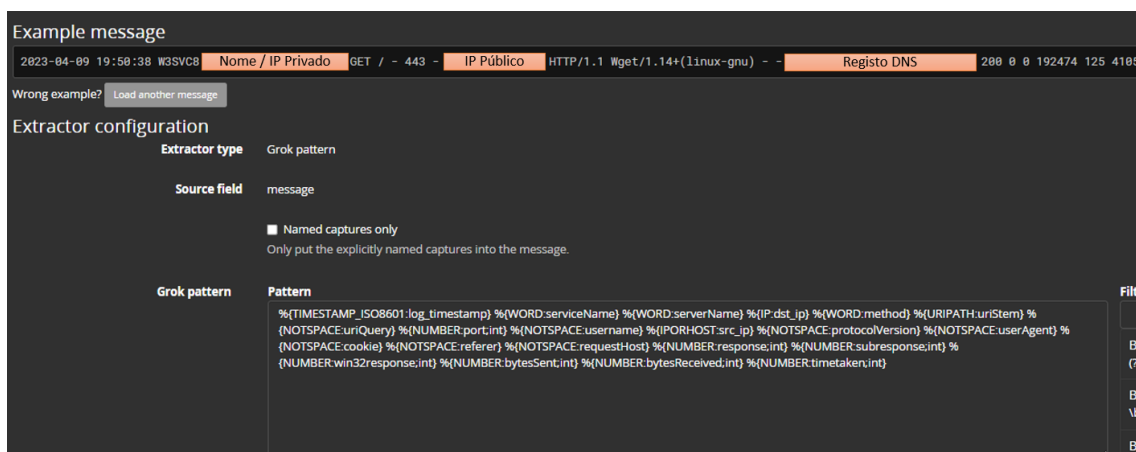 Example message
2023-04-09 19:50:38 W3SVC8 Nome / IP Privado GET / - 443 - IP Público HTTP/1.1 Wget/1.14+(linux-gnu) - - Registo DNS 200 0 0 192474 125 4105
Wrong example? Load another message
Extractor configuration
Extractor type Grok pattern
Source field message
Named captures only
Only put the explicitly named captures into the message.
Grok pattern Pattern Filt
%{TIMESTAMP_ISO8601:log_timestamp} %{WORD:serviceName} %{WORD:serverName} %{IP:dst_ip} %{WORD:method} %{URIPATH:uriStem} %
{NOTSPACE:uriQuery} %{NUMBER:port;int} %{NOTSPACE:username} %{IPORHOST:src_ip} %{NOTSPACE:protocolVersion} %{NOTSPACE:userAgent} %
{NOTSPACE:cookie} %{NOTSPACE:referer} %{NOTSPACE:requestHost} %{NUMBER:response;int} %{NUMBER:subresponse;int} %
{NUMBER:win32response;int} %{NUMBER:bytesSent;int} %{NUMBER:bytesReceived;int} %{NUMBER:timetaken;int}
B
(?
B
B